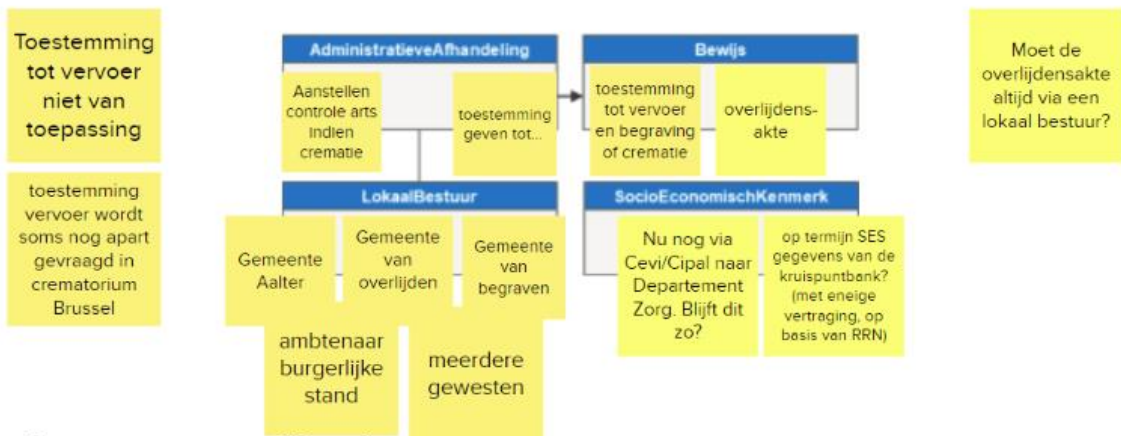 Toestemming
tot vervoer
niet van
toepassing
toestemming
vervoer wordt
soms nog apart
gevraagd in
crematorium
Brussel
AdministratieveAfhandeling
Aanstellen
controle arts
indien
crematie
toestemming
geven tot...
Bewijs
toestemming
tot vervoer
en begraving
of crematie
overlijdens-
akte
LokaalBestuur
Gemeente
Aalter
Gemeente
van
overlijden
Gemeente
van
begraven
ambtenaar
burgerlijke
stand
meerdere
gewesten
SocioEconomischKenmerk
Nu nog via
Cevi/Cipal naar
Departement
Zorg. Blijft dit
zo?
op termijn SES
gegevens van de
kruispuntbank?
(met eneige
vertraging, op
basis van RRN)
Moet de
overlijdensakte
altijd via een
lokaal bestuur?